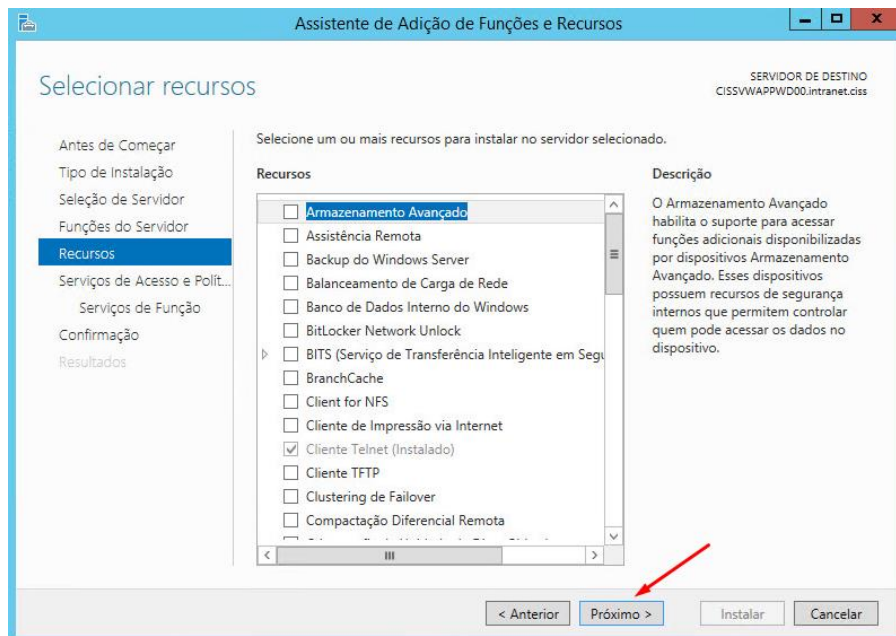 Assistente de Adição de Funções e Recursos
Selecionar recursos
SERVIDOR DE DESTINO
CISSVWAPPWD00.intranet.ciss
Antes de Começar
Tipo de Instalação
Seleção de Servidor
Funções do Servidor
Recursos
Serviços de Acesso e Polít...
Serviços de Função
Confirmação
Resultados
Selecione um ou mais recursos para instalar no servidor selecionado.
Recursos
Armazenamento Avançado
Assistência Remota
Backup do Windows Server
Balanceamento de Carga de Rede
Banco de Dados Interno do Windows
BitLocker Network Unlock
BITS (Serviço de Transferência Inteligente em Segu
BranchCache
Client for NFS
Cliente de Impressão via Internet
Cliente Telnet (Instalado)
Cliente TFTP
Clustering de Failover
Compactação Diferencial Remota
Descrição
O Armazenamento Avançado
habilita o suporte para acessar
funções adicionais disponibilizadas
por dispositivos Armazenamento
Avançado. Esses dispositivos
possuem recursos de segurança
internos que permitem controlar
quem pode acessar os dados no
dispositivo.
< Anterior
Próximo >
Instalar
Cancelar